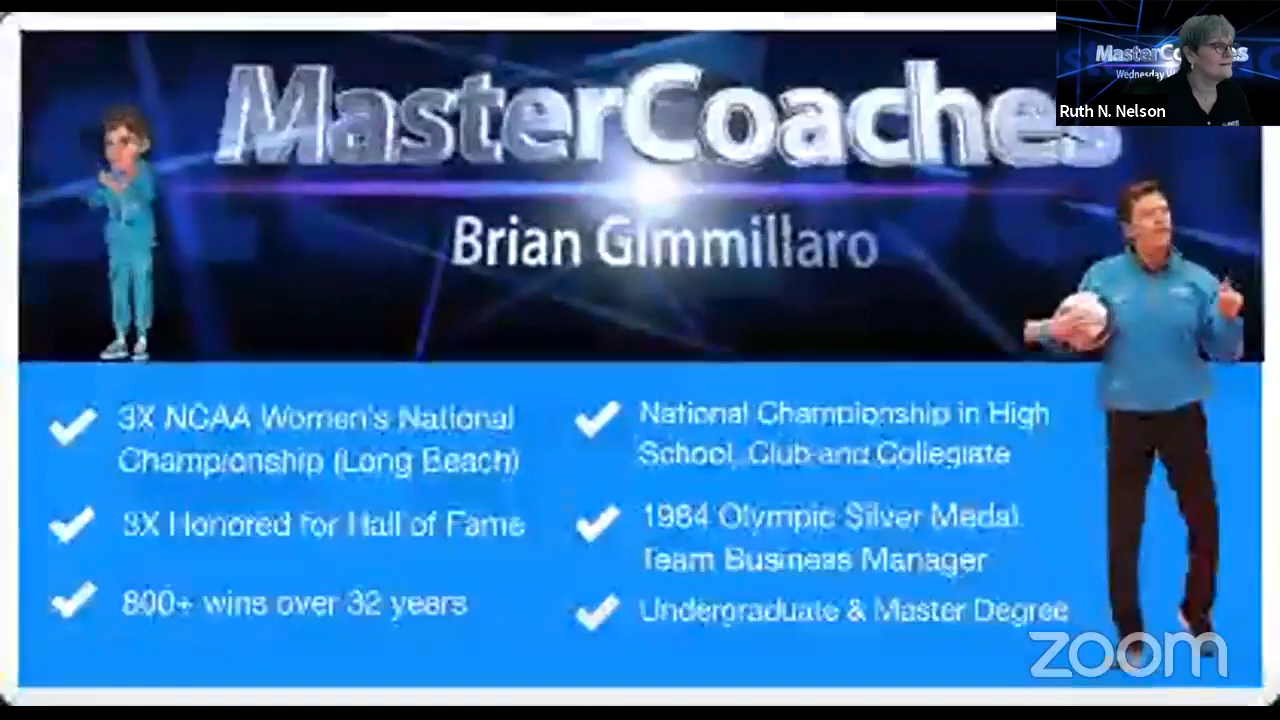 MasterCoaches
Brian Gimmillaro
3X NCAA Women's National
Championship (Long Beach)
3X Honored for Hall of Fame
800+ wins over 32 years
National Championship in High
School, Club and Collegiate
1984 Olympic Silver Medal
Team Business Manager
Undergraduate & Master Degree
Ruth N. Nelson
zoom